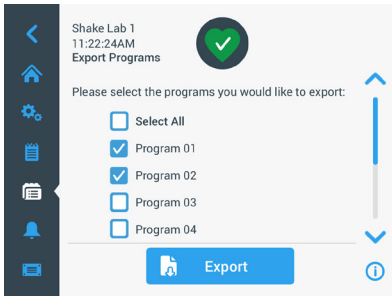 Shake Lab 1
11:22:24AM
Export Programs
Please select the programs you would like to export:
Select All
Program 01
Program 02
Program 03
Program 04
Export